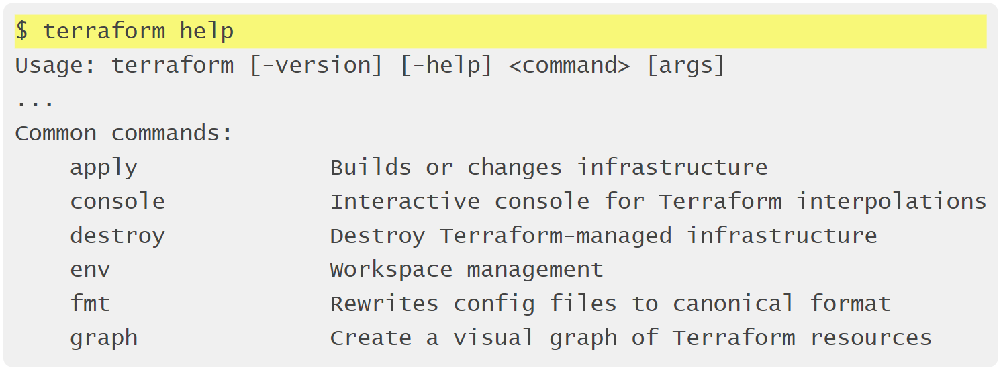 $ terraform help
Usage: terraform [-version] [-help] <command> [args]
...
Common commands:
    apply              Builds or changes infrastructure
    console            Interactive console for Terraform interpolations
    destroy            Destroy Terraform-managed infrastructure
    env                Workspace management
    fmt                Rewrites config files to canonical format
    graph              Create a visual graph of Terraform resources